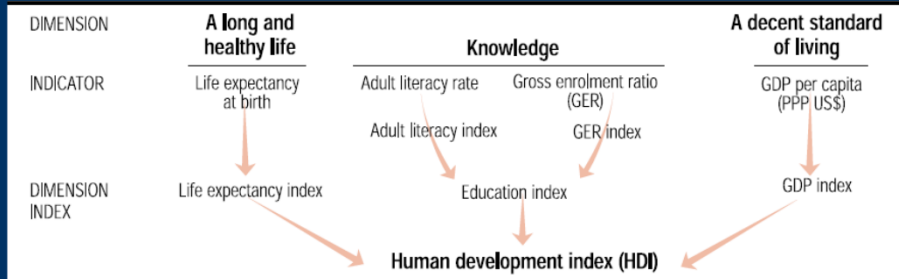 DIMENSION
A long and
healthy life
Knowledge
A decent standard
of living
INDICATOR
Life expectancy
at birth
Adult literacy rate
Gross enrolment ratio
(GER)
GDP per capita
(PPP US$)
Adult literacy index
GER index
DIMENSION
INDEX
Life expectancy index
Education index
GDP index
Human development index (HDI)